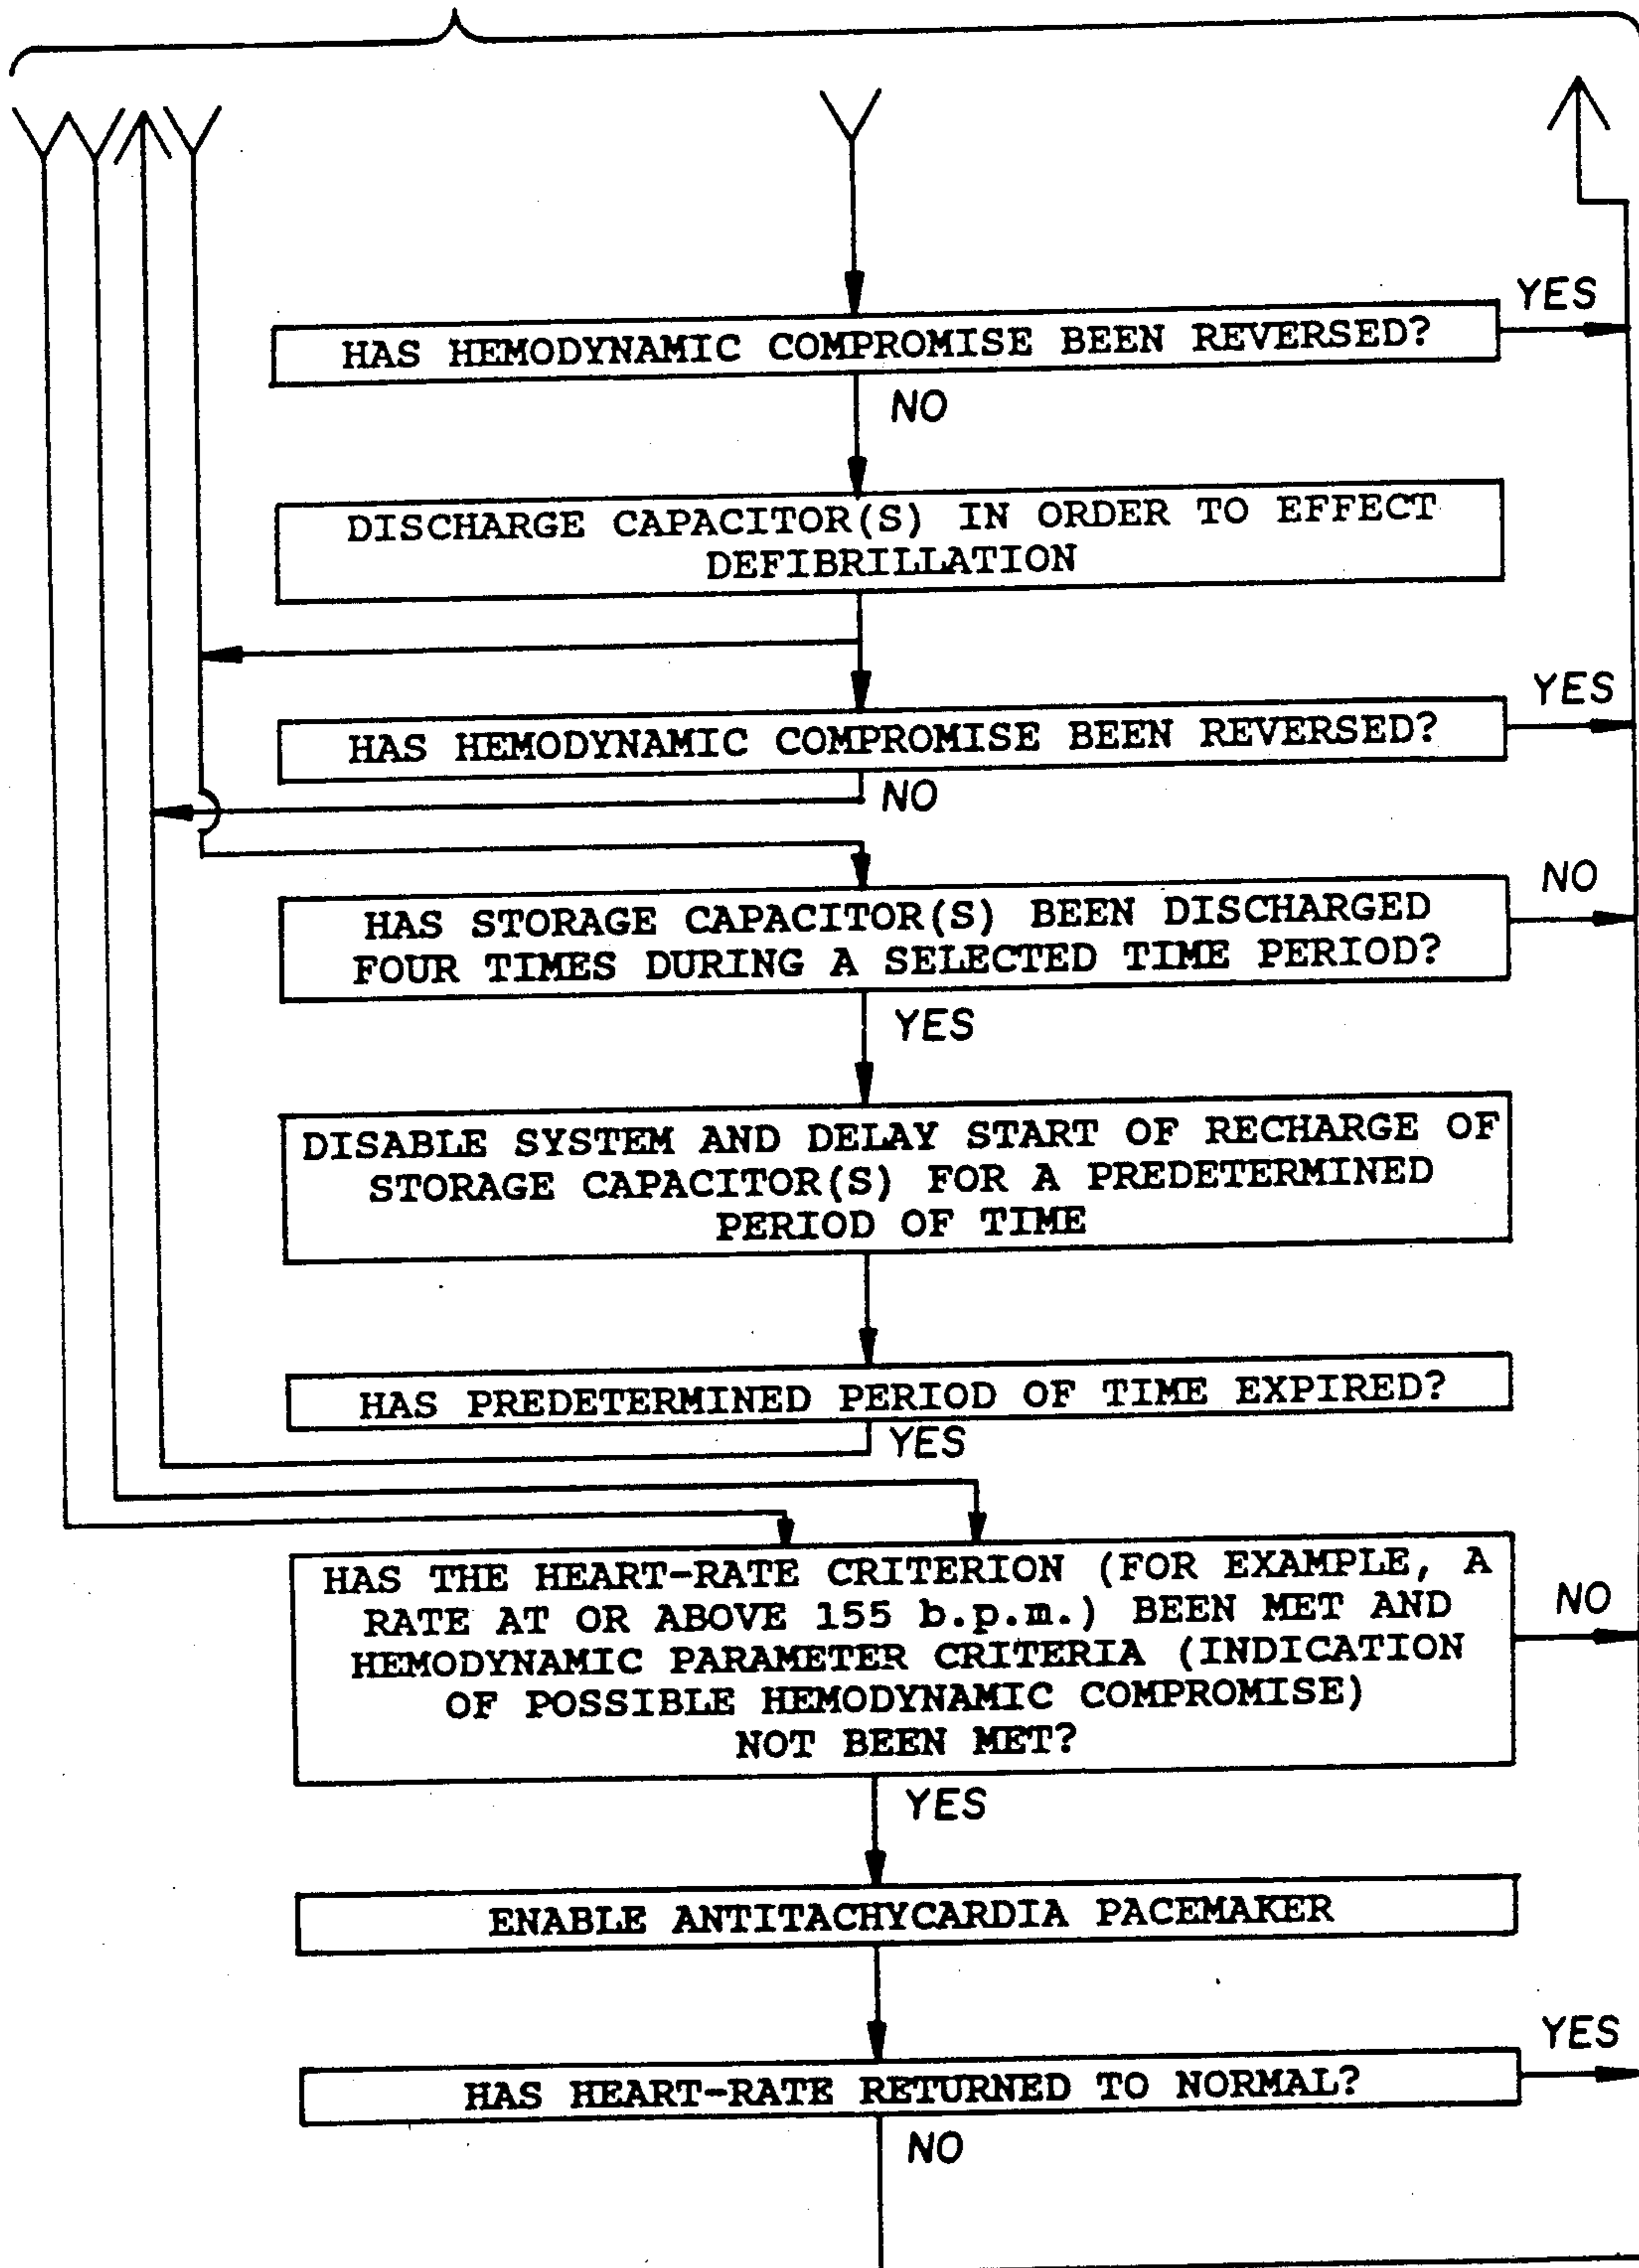 YES
HAS HEMODYNAMIC COMPROMISE BEEN REVERSED?
NO
DISCHARGE CAPACITOR(S) IN ORDER TO EFFECT
DEFIBRILLATION
YES
HAS HEMODYNAMIC COMPROMISE BEEN REVERSED?
NO
NO
HAS STORAGE CAPACITOR(S) BEEN DISCHARGED
FOUR TIMES DURING A SELECTED TIME PERIOD?
YES
DISABLE SYSTEM AND DELAY START OF RECHARGE OF
STORAGE CAPACITOR(S) FOR A PREDETERMINED
PERIOD OF TIME
HAS PREDETERMINED PERIOD OF TIME EXPIRED?
YES
HAS THE HEART-RATE CRITERION (FOR EXAMPLE, A
RATE AT OR ABOVE 155 b.p.m.) BEEN MET AND
HEMODYNAMIC PARAMETER CRITERIA (INDICATION
OF POSSIBLE HEMODYNAMIC COMPROMISE)
NOT BEEN MET?
NO
YES
ENABLE ANTITACHYCARDIA PACEMAKER
YES
HAS HEART-RATE RETURNED TO NORMAL?
NO